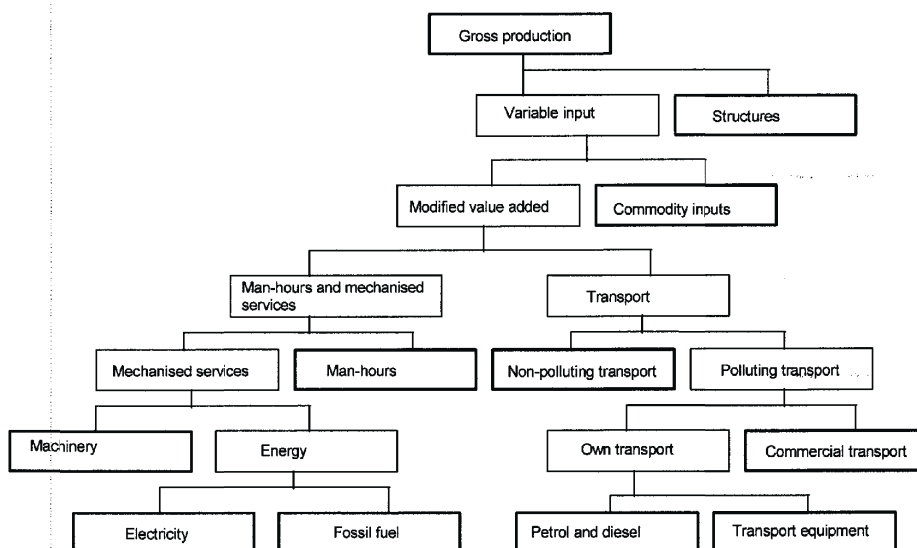 Gross production
Variable input
Structures
Modified value added
Commodity inputs
Man-hours and mechanised
services
Transport
Mechanised services
Man-hours
Non-polluting transport
Polluting transport
Machinery
Energy
Own transport
Commercial transport
Electricity
Fossil fuel
Petrol and diesel
Transport equipment